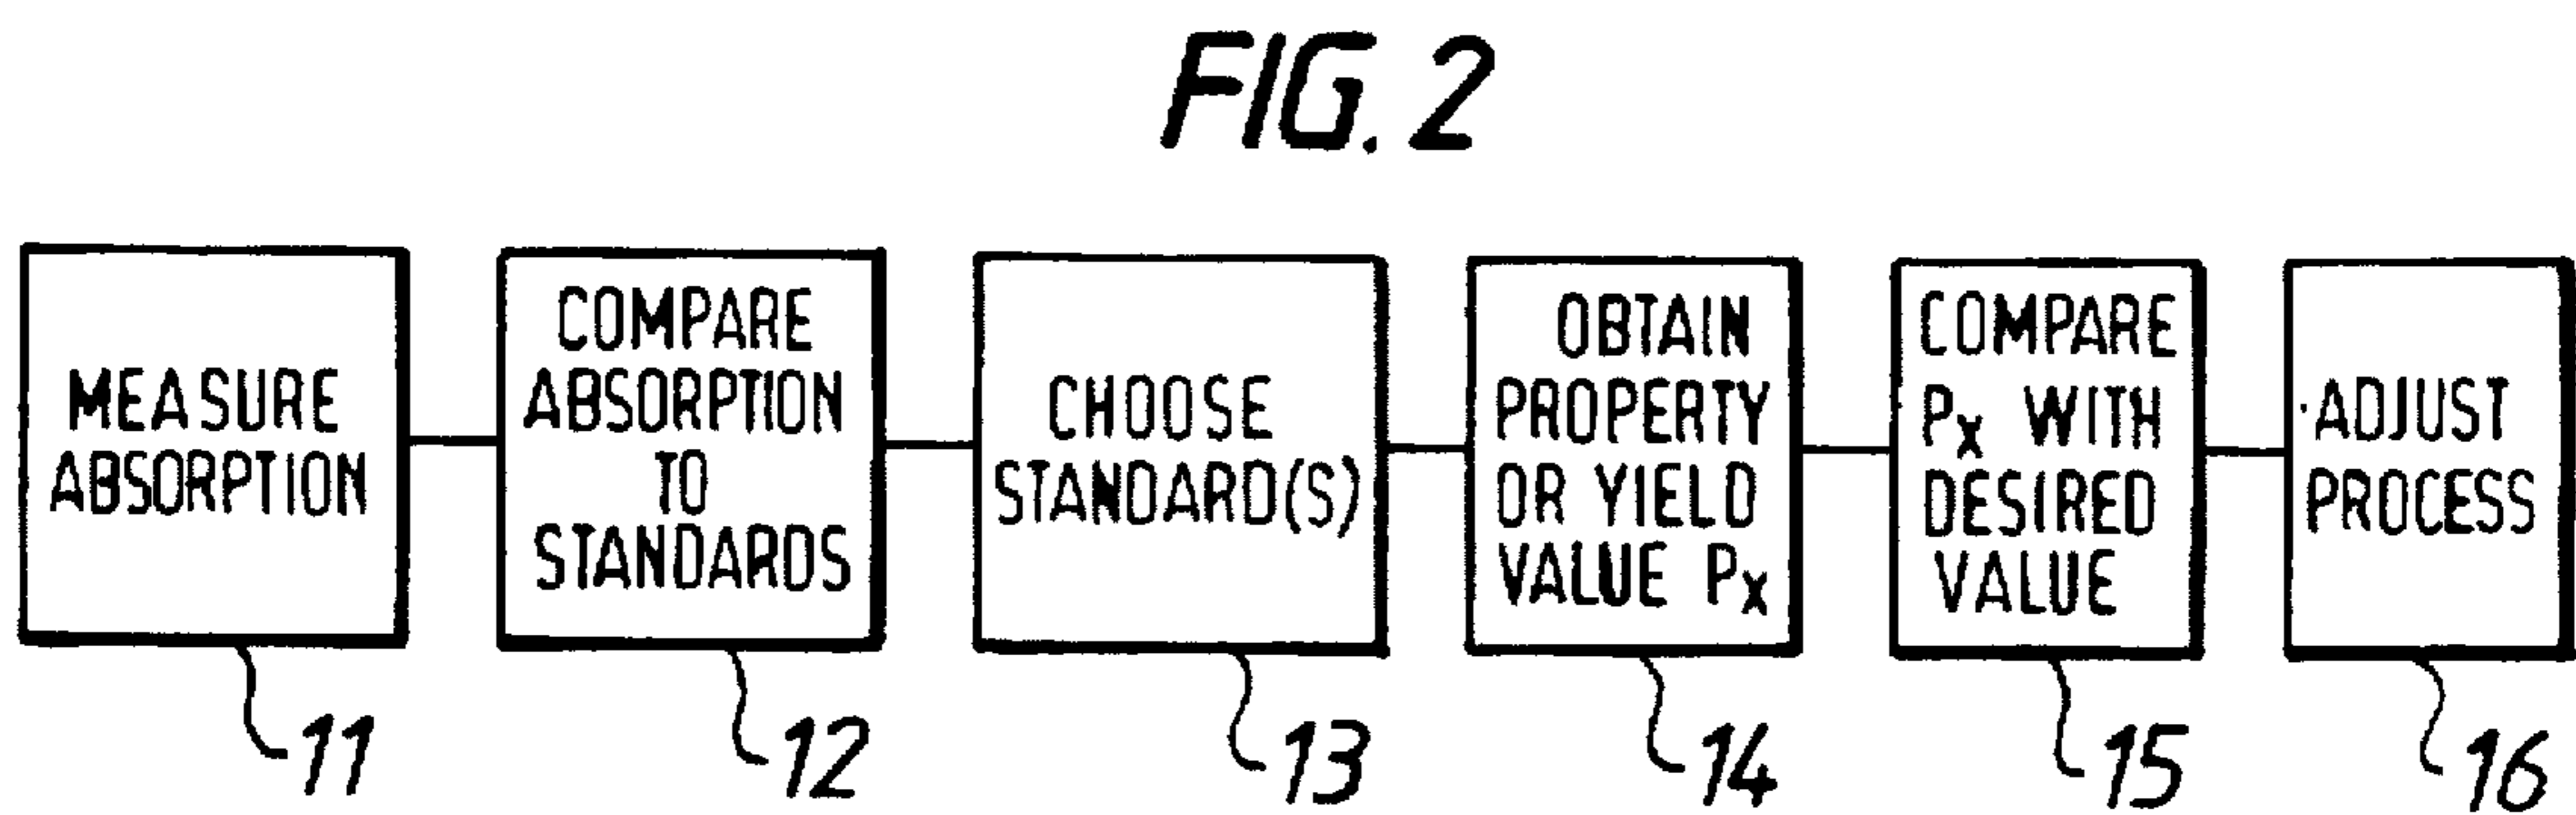 FIG. 2
MEASURE
ABSORPTION
COMPARE
ABSORPTION
TO
STANDARDS
CHOOSE
STANDARD(S)
OBTAIN
PROPERTY
OR YIELD
VALUE Px
COMPARE
Px WITH
DESIRED
VALUE
ADJUST
PROCESS
11
12
13
14
15
16